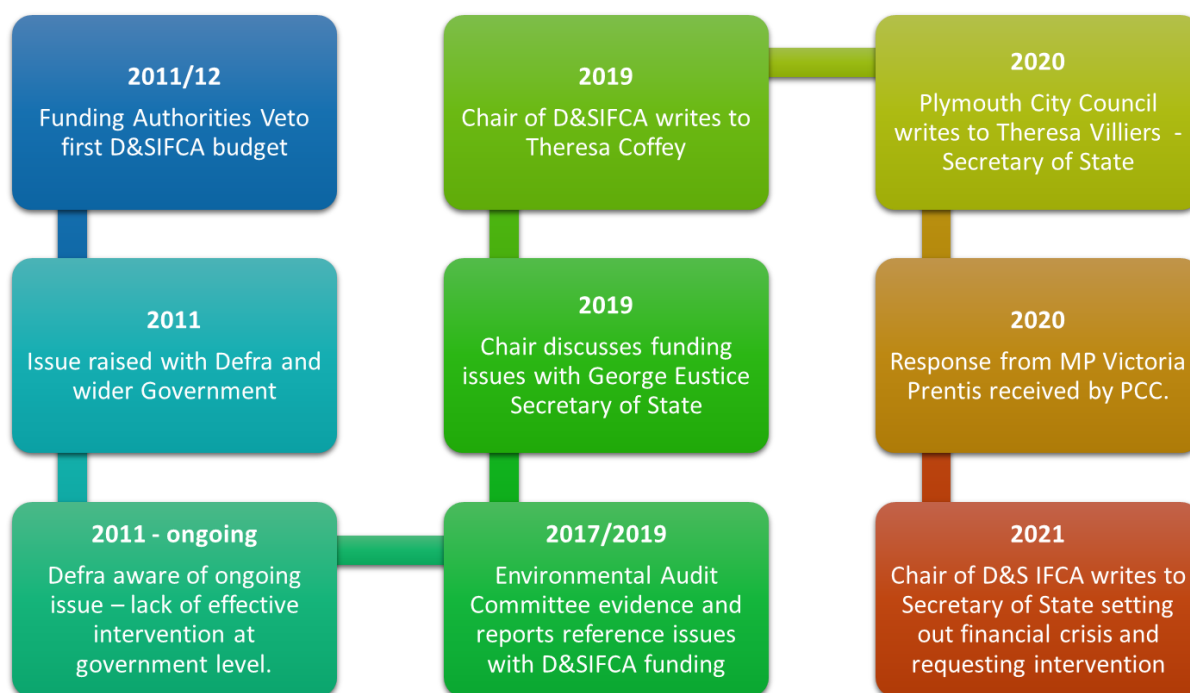 2011/12
Funding Authorities Veto
first D&SIFCA budget
2011
Issue raised with Defra and
wider Government
2011 - ongoing
Defra aware of ongoing
issue – lack of effective
intervention at
government level.
2017/2019
Environmental Audit
Committee evidence and
reports reference issues
with D&SIFCA funding
2019
Chair discusses funding
issues with George Eustice
Secretary of State
2019
Chair of D&SIFCA writes to
Theresa Coffey
2020
Plymouth City Council
writes to Theresa Villiers -
Secretary of State
2020
Response from MP Victoria
Prentis received by PCC.
2021
Chair of D&S IFCA writes to
Secretary of State setting
out financial crisis and
requesting intervention